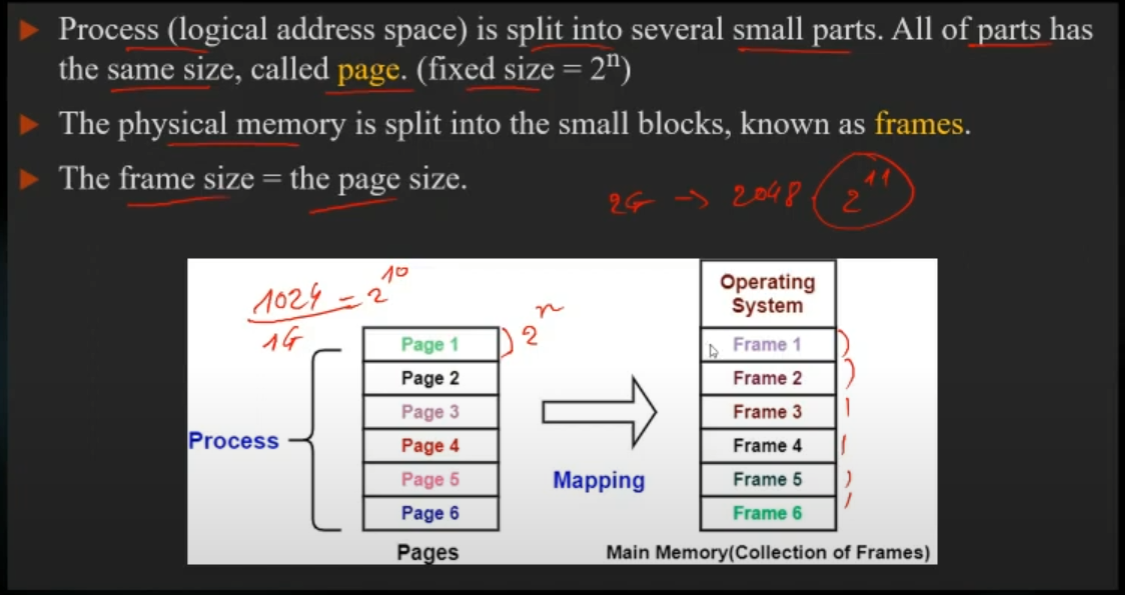 Process (logical address space) is split into several small parts. All of parts has
the same size, called page. (fixed size = 2ⁿ)
The physical memory is split into the small blocks, known as frames.
The frame size = the page size.
2G → 2048 2¹¹
1024 = 2¹⁰
1G
2ⁿ
Process
Page 1
Page 2
Page 3
Page 4
Page 5
Page 6
Pages
Mapping
Operating
System
Frame 1
Frame 2
Frame 3
Frame 4
Frame 5
Frame 6
Main Memory(Collection of Frames)